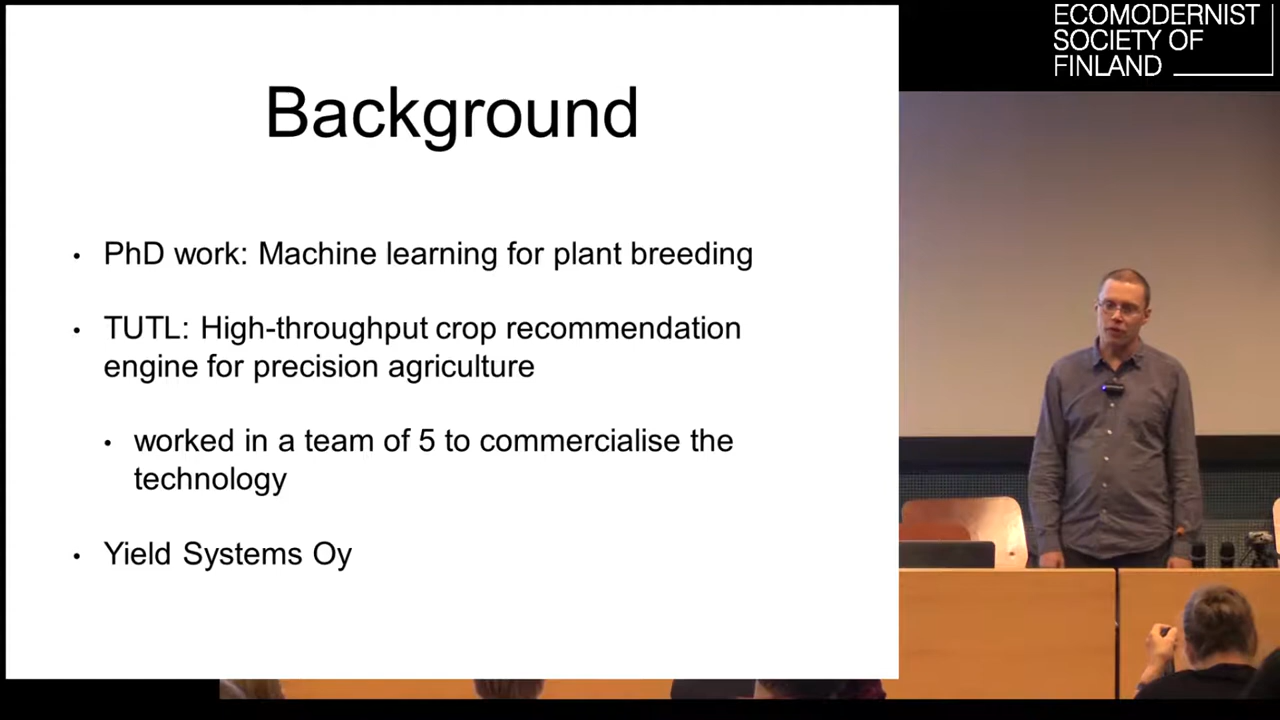 Background
• PhD work: Machine learning for plant breeding
• TUTL: High-throughput crop recommendation
engine for precision agriculture
• worked in a team of 5 to commercialise the
technology
• Yield Systems Oy
ECOMODERNIST
SOCIETY OF
FINLAND